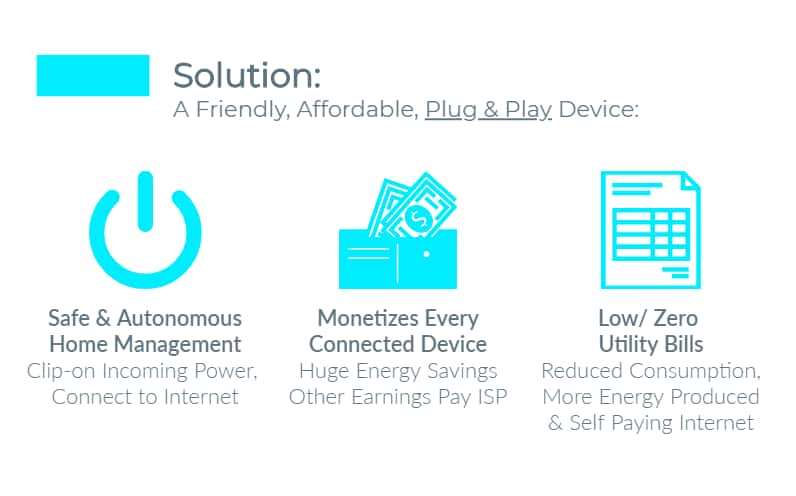 Solution:
A Friendly, Affordable, Plug & Play Device:
Safe & Autonomous
Home Management
Clip-on Incoming Power,
Connect to Internet
Monetizes Every
Connected Device
Huge Energy Savings
Other Earnings Pay ISP
Low/ Zero
Utility Bills
Reduced Consumption,
More Energy Produced
& Self Paying Internet